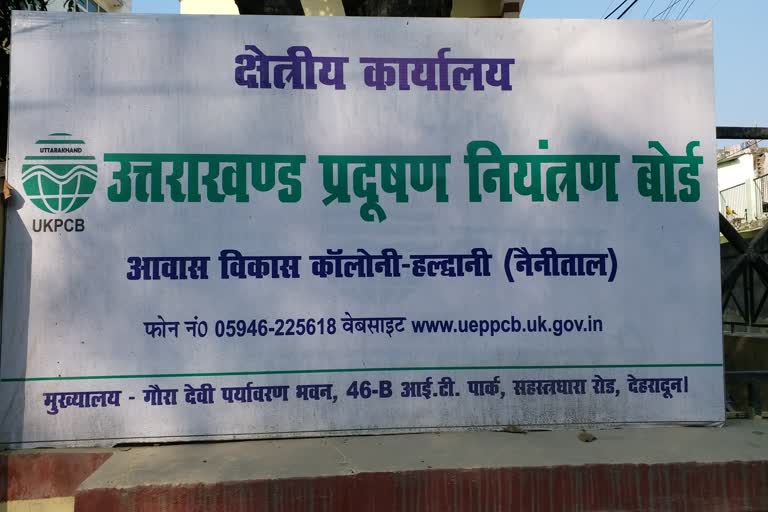 क्षेत्रीय कार्यालय
UTTARAKHAND
UKPCB
उत्तराखण्ड प्रदूषण नियंत्रण बोर्ड
आवास विकास कॉलोनी-हल्द्वानी (नैनीताल)
फोन नं0 05946-225618 वेबसाइट www.ueppcb.uk.gov.in
मुख्यालय - गौरा देवी पर्यावरण भवन, 46-B आई.टी. पार्क, सहस्त्रधारा रोड, देहरादून।